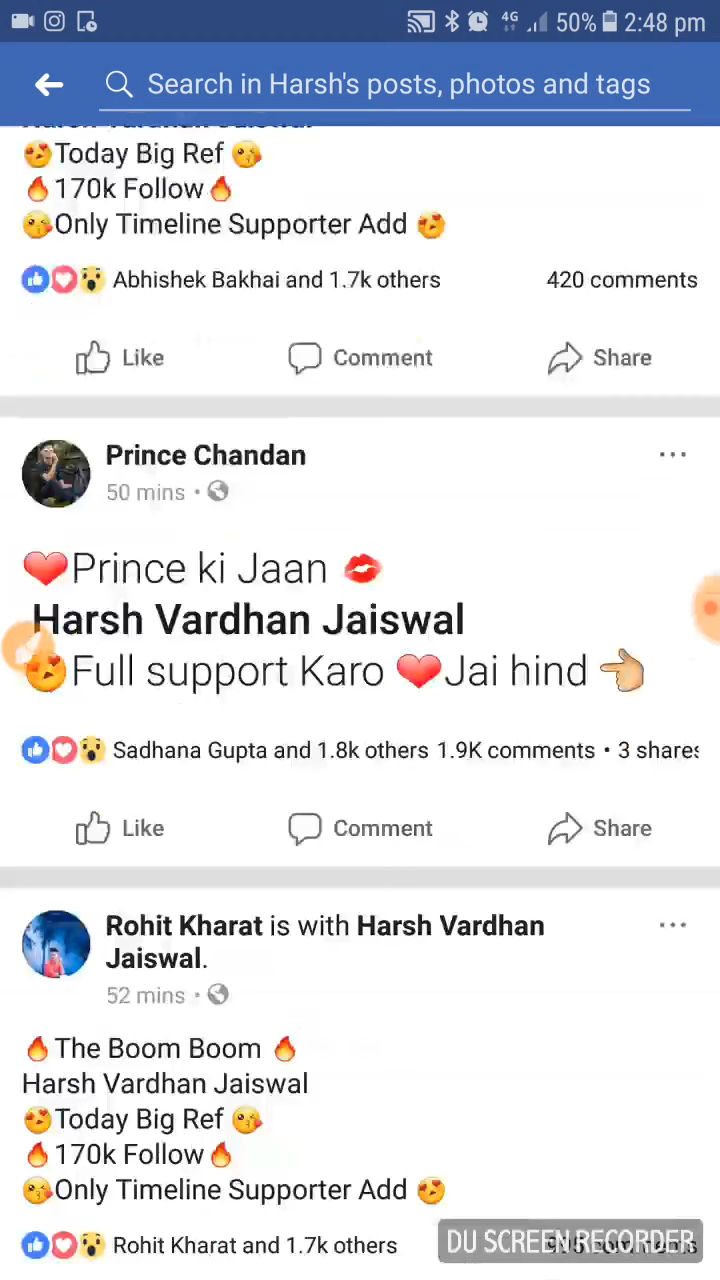 4G 50% 2:48 pm
Search in Harsh's posts, photos and tags
Today Big Ref
170k Follow
Only Timeline Supporter Add
Abhishek Bakhai and 1.7k others 420 comments
Like Comment Share
Prince Chandan
50 mins
Prince ki Jaan
Harsh Vardhan Jaiswal
Full support Karo Jai hind
Sadhana Gupta and 1.8k others 1.9K comments • 3 shares
Like Comment Share
Rohit Kharat is with Harsh Vardhan
Jaiswal.
52 mins
The Boom Boom
Harsh Vardhan Jaiswal
Today Big Ref
170k Follow
Only Timeline Supporter Add
Rohit Kharat and 1.7k others
DU SCREEN RECORDER